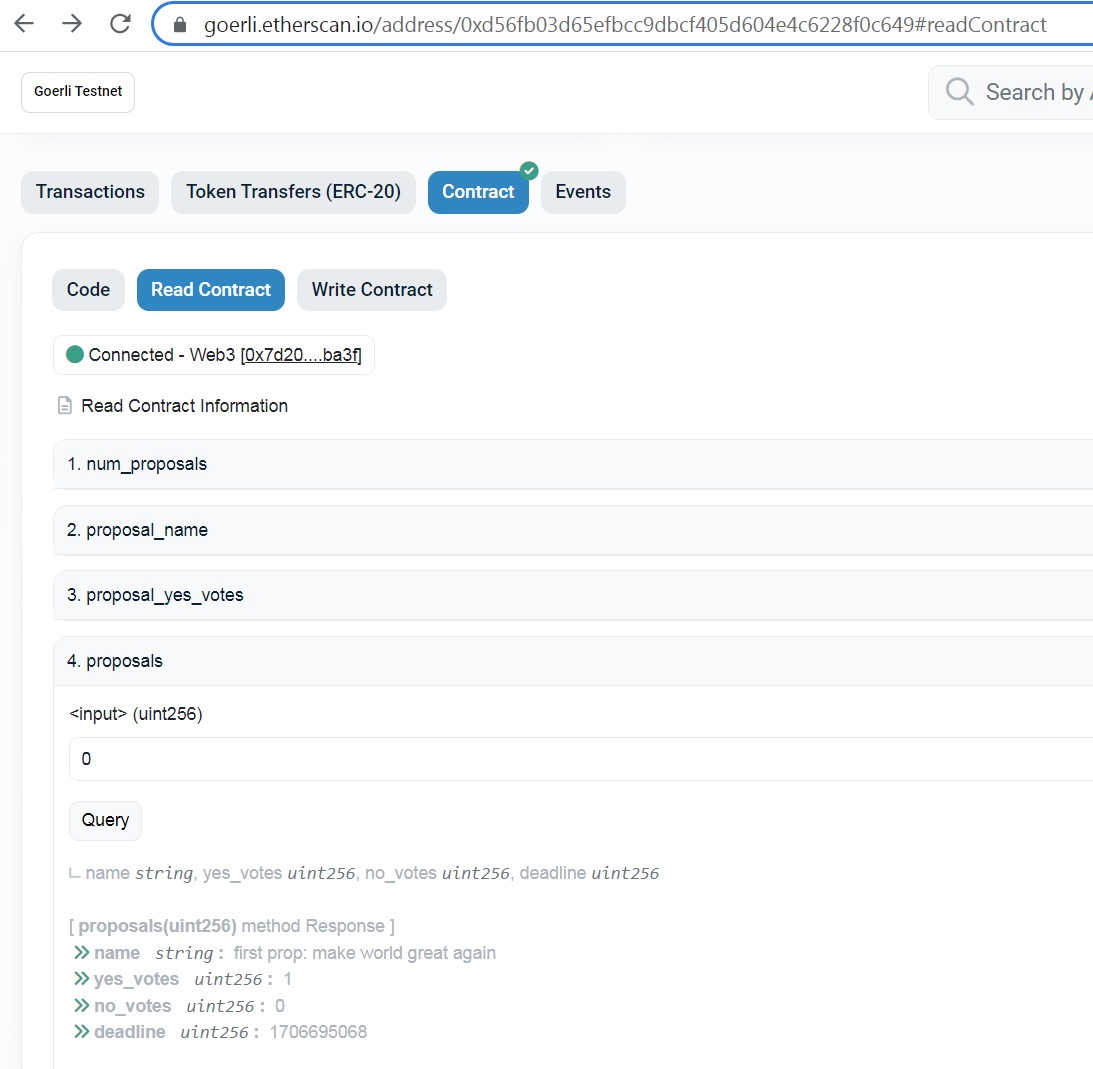 goerli.etherscan.io/address/0xd56fb03d65efbcc9dbcf405d604e4c6228f0c649#readContract
Goerli Testnet
Search by
Transactions
Token Transfers (ERC-20)
Contract
Events
Code
Read Contract
Write Contract
Connected - Web3 [0x7d20....ba3f]
Read Contract Information
1. num_proposals
2. proposal_name
3. proposal_yes_votes
4. proposals
<input> (uint256)
0
Query
name string, yes_votes uint256, no_votes uint256, deadline uint256
[ proposals(uint256) method Response ]
name string : first prop: make world great again
yes_votes uint256 : 1
no_votes uint256 : 0
deadline uint256 : 1706695068